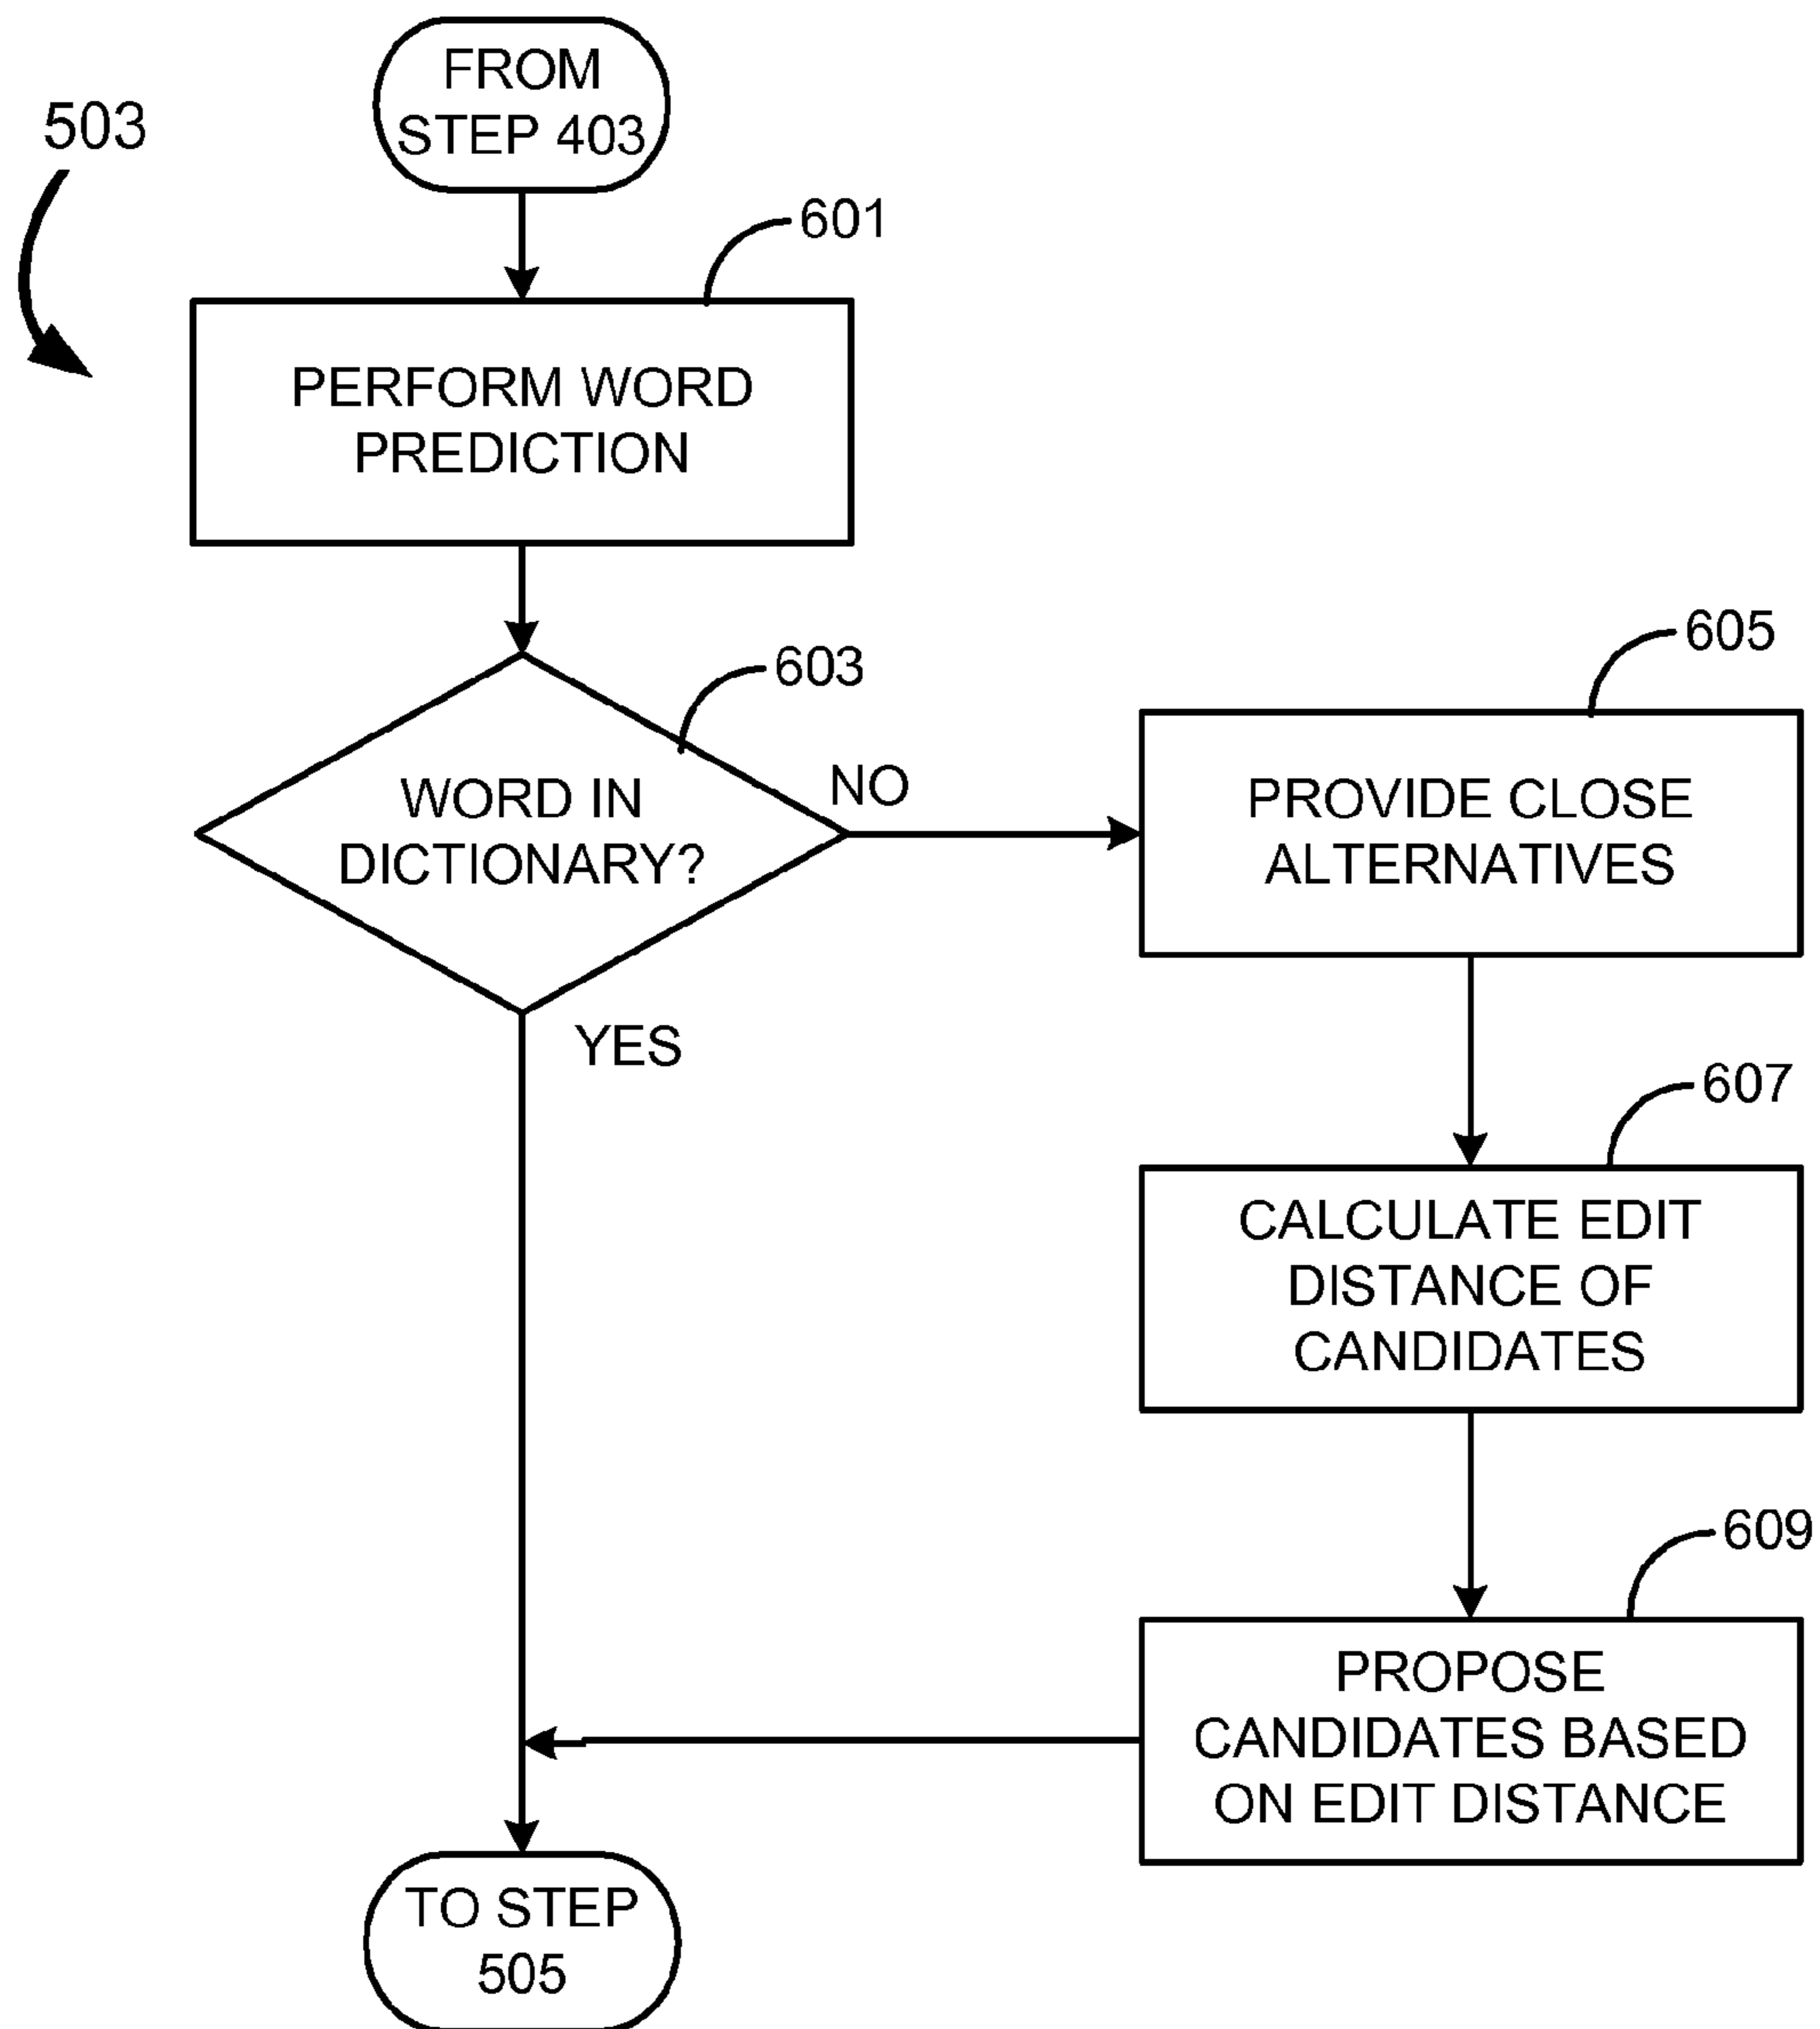 FROM
STEP 403
503
601
PERFORM WORD
PREDICTION
603
WORD IN
DICTIONARY?
NO
YES
605
PROVIDE CLOSE
ALTERNATIVES
607
CALCULATE EDIT
DISTANCE OF
CANDIDATES
609
PROPOSE
CANDIDATES BASED
ON EDIT DISTANCE
TO STEP
505